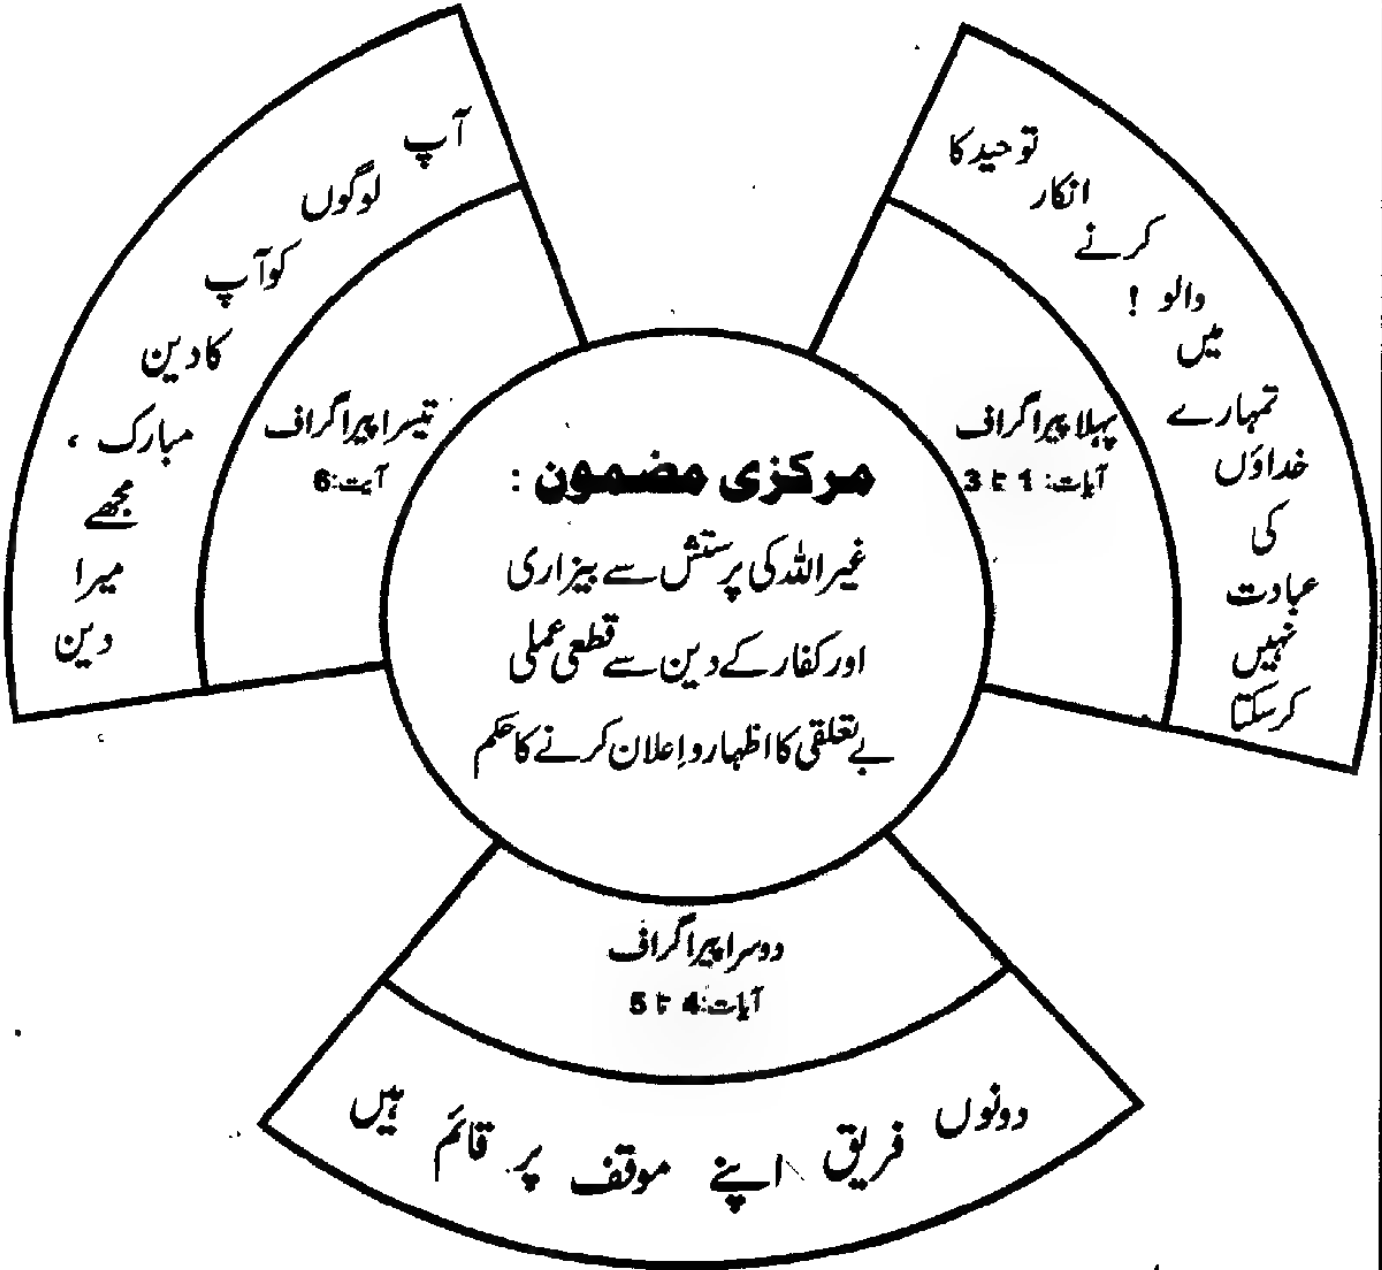 مرکزی مضمون :
غیر اللہ کی پرستش سے بیزاری
اور کفار کے دین سے قطعی عملی
بے تعلقی کا اظہار و اِعلان کرنے کا حکم
پہلا پیراگراف
آیات: 1 تا 3
توحید کا
انکار
کرنے
والو !
میں
تمہارے
خداؤں
کی
عبادت
نہیں
کرسکتا
دوسرا پیراگراف
آیات: 4 تا 5
دونوں فریق اپنے موقف پر قائم ہیں
تیسرا پیراگراف
آیت: 6
آپ
لوگوں
کو آپ
کا دین
مبارک ،
مجھے
میرا
دین